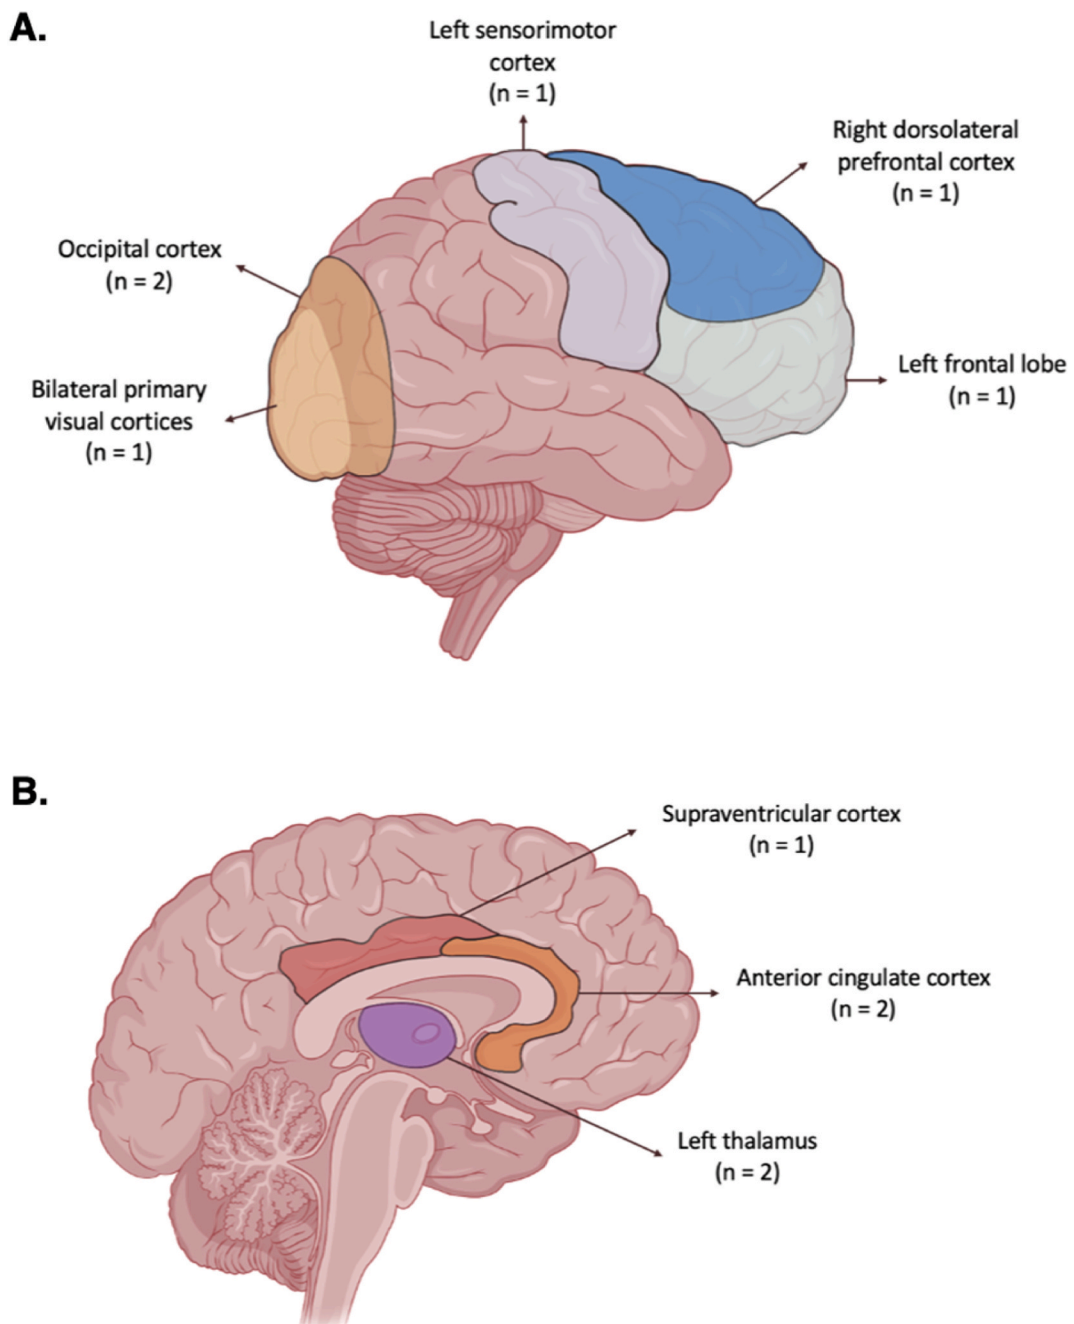 A.
Left sensorimotor
cortex
(n = 1)
Right dorsolateral
prefrontal cortex
(n = 1)
Occipital cortex
(n = 2)
Left frontal lobe
(n = 1)
Bilateral primary
visual cortices
(n = 1)
B.
Supraventricular cortex
(n = 1)
Anterior cingulate cortex
(n = 2)
Left thalamus
(n = 2)